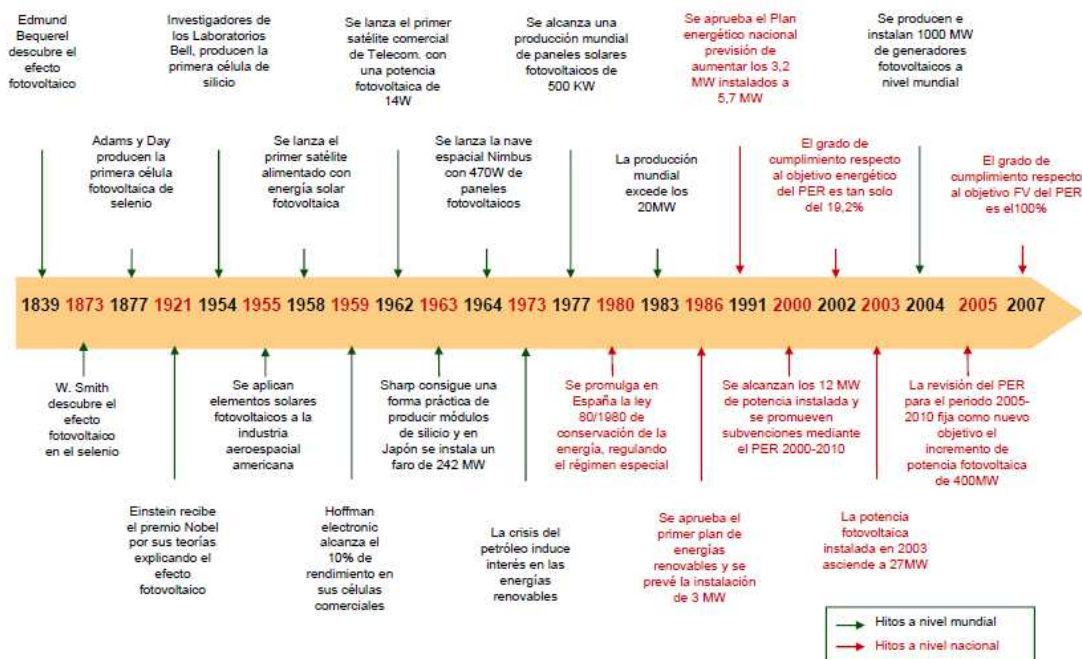 Edmund
Bequerel
descubre el
efecto
fotovoltaico
Investigadores de
los Laboratorios
Bell, producen la
primera célula de
silicio
Se lanza el primer
satélite comercial
de Telecom. con
una potencia
fotovoltaica de
14W
Se alcanza una
producción mundial
de paneles solares
fotovoltaicos de
500 KW
Se aprueba el Plan
energético nacional
previsión de
aumentar los 3,2
MW instalados a
5,7 MW
Se producen e
instalan 1000 MW
de generadores
fotovoltaicos a
nivel mundial
Adams y Day
producen la
primera célula
fotovoltaica de
selenio
Se lanza el
primer satélite
alimentado con
energía solar
fotovoltaica
Se lanza la nave
espacial Nimbus
con 470W de
paneles
fotovoltaicos
La producción
mundial
excede los
20MW
El grado de
cumplimiento respecto
al objetivo energético
del PER es tan solo
del 19,2%
El grado de
cumplimiento respecto
al objetivo FV del PER
es el100%
1839 1873 1877 1921 1954 1955 1958 1959 1962 1963 1964 1973 1977 1980 1983 1986 1991 2000 2002 2003 2004 2005 2007
W. Smith
descubre el
efecto
fotovoltaico
en el selenio
Se aplican
elementos solares
fotovoltaicos a la
industria
aeroespacial
americana
Sharp consigue una
forma práctica de
producir módulos
de silicio y en
Japón se instala un
faro de 242 MW
Se promulga en
España la ley
80/1980 de
conservación de la
energía, regulando
el régimen especial
Se alcanzan los 12 MW
de potencia instalada y
se promueven
subvenciones mediante
el PER 2000-2010
La revisión del PER
para el periodo 2005-
2010 fija como nuevo
objetivo el
incremento de
potencia fotovoltaica
de 400MW
Einstein recibe
el premio Nobel
por sus teorías
explicando el
efecto
fotovoltaico
Hoffman
electronic
alcanza el
10% de
rendimiento en
sus células
comerciales
La crisis del
petróleo induce
interés en las
energías
renovables
Se aprueba el
primer plan de
energías
renovables y se
prevé la instalación
de 3 MW
La potencia
fotovoltaica
instalada en 2003
asciende a 27MW
Hitos a nivel mundial
Hitos a nivel nacional